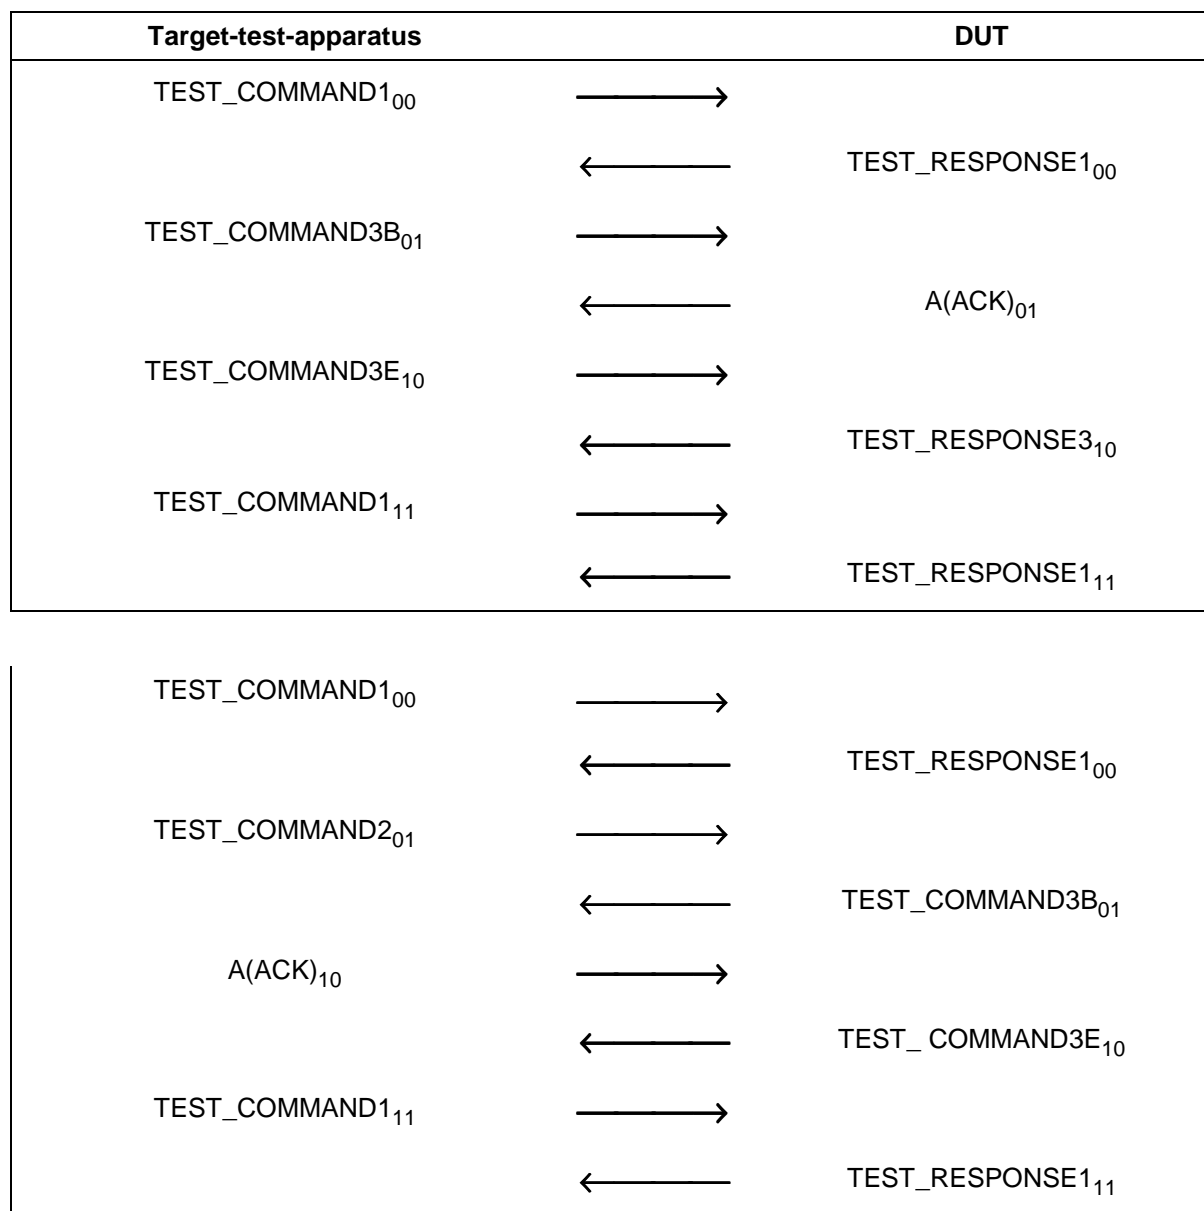 Target-test-apparatus DUT
TEST_COMMAND1₀₀
TEST_RESPONSE1₀₀
TEST_COMMAND3B₀₁
A(ACK)₀₁
TEST_COMMAND3E₁₀
TEST_RESPONSE3₁₀
TEST_COMMAND1₁₁
TEST_RESPONSE1₁₁
TEST_COMMAND1₀₀
TEST_RESPONSE1₀₀
TEST_COMMAND2₀₁
TEST_COMMAND3B₀₁
A(ACK)₁₀
TEST_ COMMAND3E₁₀
TEST_COMMAND1₁₁
TEST_RESPONSE1₁₁